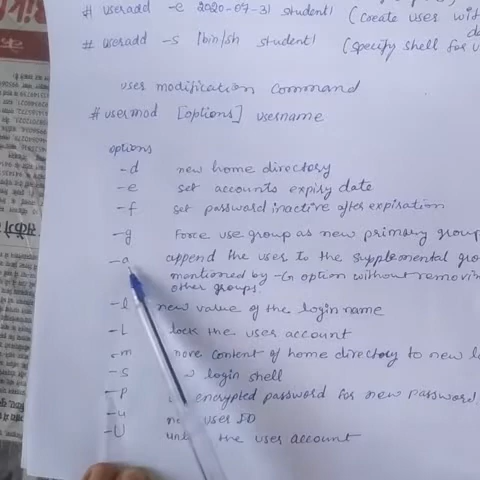 # useradd -e 2020-07-31 student1 (create user with
# useradd -s /bin/sh student1 (specify shell for
user modification command
# usermod [options] username
options
-d new home directory
-e set accounts expiry date
-f set password inactive after expiration
-g Force use group as new primary group
-a append the user to the supplemental
mentioned by -G option without removing
other groups.
-l new value of the login name
-L lock the user account
-m move content of home directory to new
-s login shell
-p encrypted password for new password
-u user ID
-U the user account